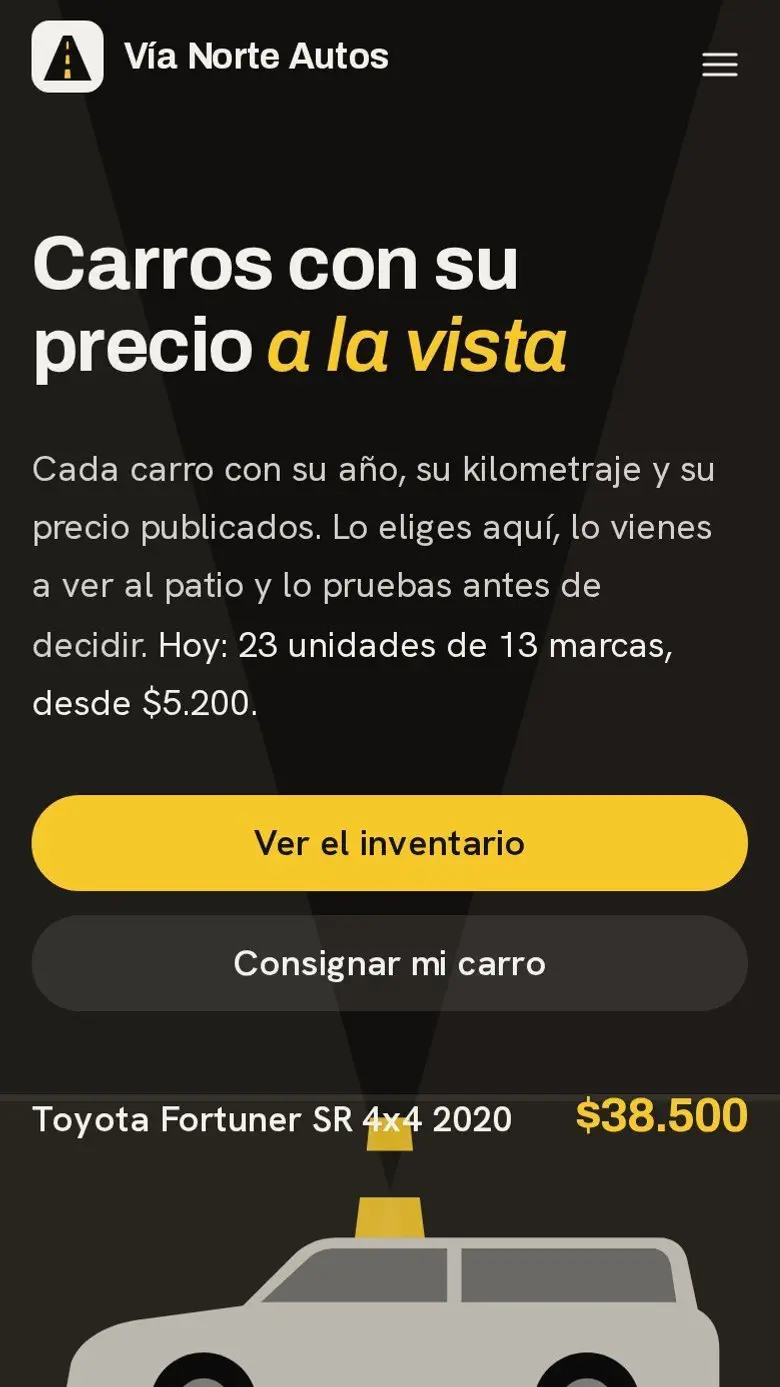 Vía Norte Autos
Carros con su
precio a la vista
Cada carro con su año, su kilometraje y su
precio publicados. Lo eliges aquí, lo vienes
a ver al patio y lo pruebas antes de
decidir. Hoy: 23 unidades de 13 marcas,
desde $5.200.
Ver el inventario
Consignar mi carro
Toyota Fortuner SR 4x4 2020 $38.500